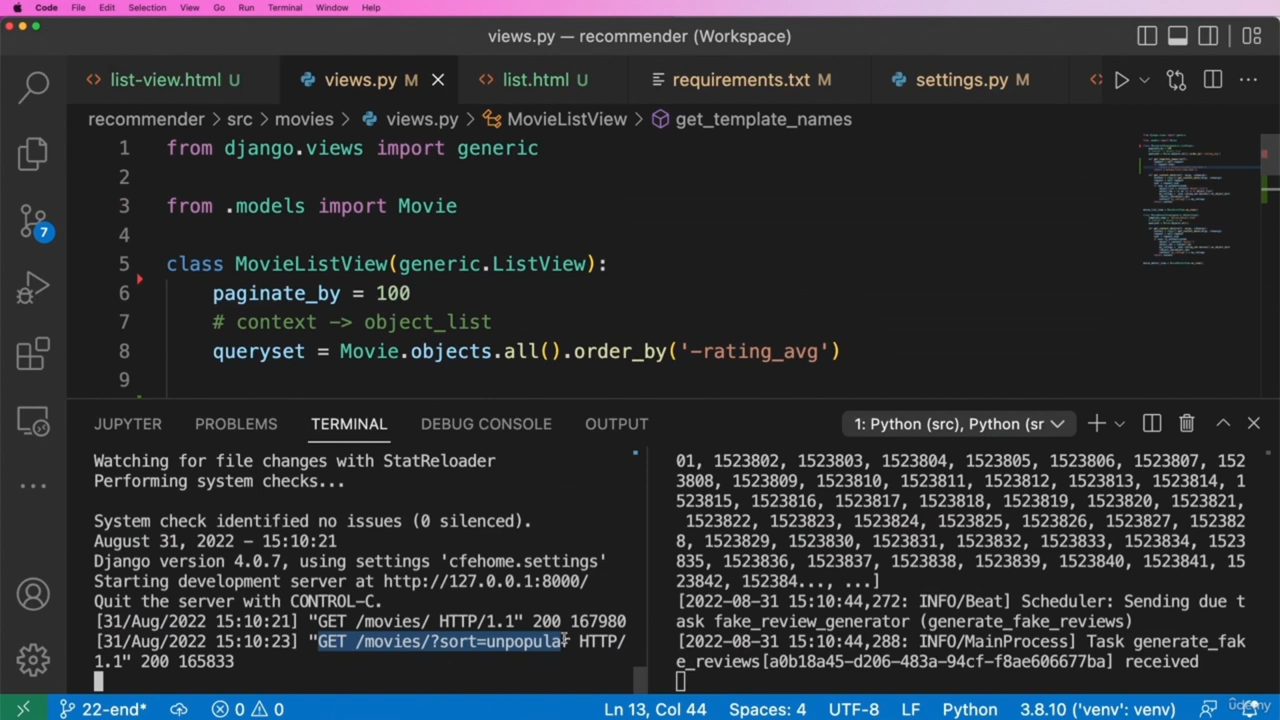 Code File Edit Selection View Go Run Terminal Window Help
views.py — recommender (Workspace)
list-view.html U views.py M list.html U requirements.txt M settings.py M
recommender > src > movies > views.py > MovieListView > get_template_names
1 from django.views import generic
2
3 from .models import Movie
4
5 class MovieListView(generic.ListView):
6 paginate_by = 100
7 # context -> object_list
8 queryset = Movie.objects.all().order_by('-rating_avg')
9
7
JUPYTER PROBLEMS TERMINAL DEBUG CONSOLE OUTPUT 1: Python (src), Python (sr
Watching for file changes with StatReloader
Performing system checks...
System check identified no issues (0 silenced).
August 31, 2022 - 15:10:21
Django version 4.0.7, using settings 'cfehome.settings'
Starting development server at http://127.0.0.1:8000/
Quit the server with CONTROL-C.
[31/Aug/2022 15:10:21] "GET /movies/ HTTP/1.1" 200 167980
[31/Aug/2022 15:10:23] "GET /movies/?sort=unpopular HTTP/
1.1" 200 165833
01, 1523802, 1523803, 1523804, 1523805, 1523806, 1523807, 152
3808, 1523809, 1523810, 1523811, 1523812, 1523813, 1523814, 1
523815, 1523816, 1523817, 1523818, 1523819, 1523820, 1523821,
1523822, 1523823, 1523824, 1523825, 1523826, 1523827, 152382
8, 1523829, 1523830, 1523831, 1523832, 1523833, 1523834, 1523
835, 1523836, 1523837, 1523838, 1523839, 1523840, 1523841, 15
23842, 152384..., ...]
[2022-08-31 15:10:44,272: INFO/Beat] Scheduler: Sending due t
ask fake_review_generator (generate_fake_reviews)
[2022-08-31 15:10:44,288: INFO/MainProcess] Task generate_fak
e_reviews[a0b18a45-d206-483a-94cf-f8ae606677ba] received
22-end* 0 0 Ln 13, Col 44 Spaces: 4 UTF-8 LF Python 3.8.10 ('venv': venv)
udemy